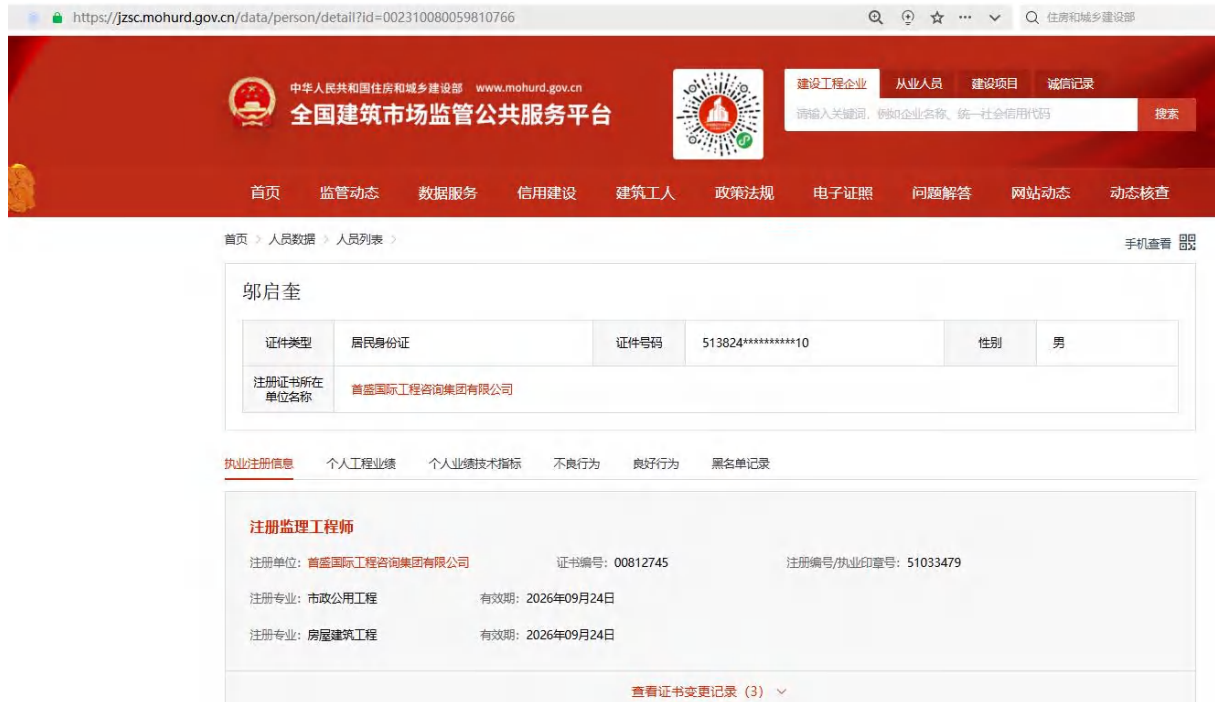 https://jzsc.mohurd.gov.cn/data/person/detail?id=002310080059810766
住房和城乡建设部
中华人民共和国住房和城乡建设部 www.mohurd.gov.cn
全国建筑市场监管公共服务平台
建设工程企业 从业人员 建设项目 诚信记录
请输入关键词，例如企业名称、统一社会信用代码 搜索
首页 监管动态 数据服务 信用建设 建筑工人 政策法规 电子证照 问题解答 网站动态 动态核查
首页 > 人员数据 > 人员列表 >
手机查看
邬启奎
证件类型 居民身份证 证件号码 513824**********10 性别 男
注册证书所在
单位名称
首盛国际工程咨询集团有限公司
执业注册信息 个人工程业绩 个人业绩技术指标 不良行为 良好行为 黑名单记录
注册监理工程师
注册单位：首盛国际工程咨询集团有限公司 证书编号：00812745 注册编号/执业印章号：51033479
注册专业：市政公用工程 有效期：2026年09月24日
注册专业：房屋建筑工程 有效期：2026年09月24日
查看证书变更记录（3）